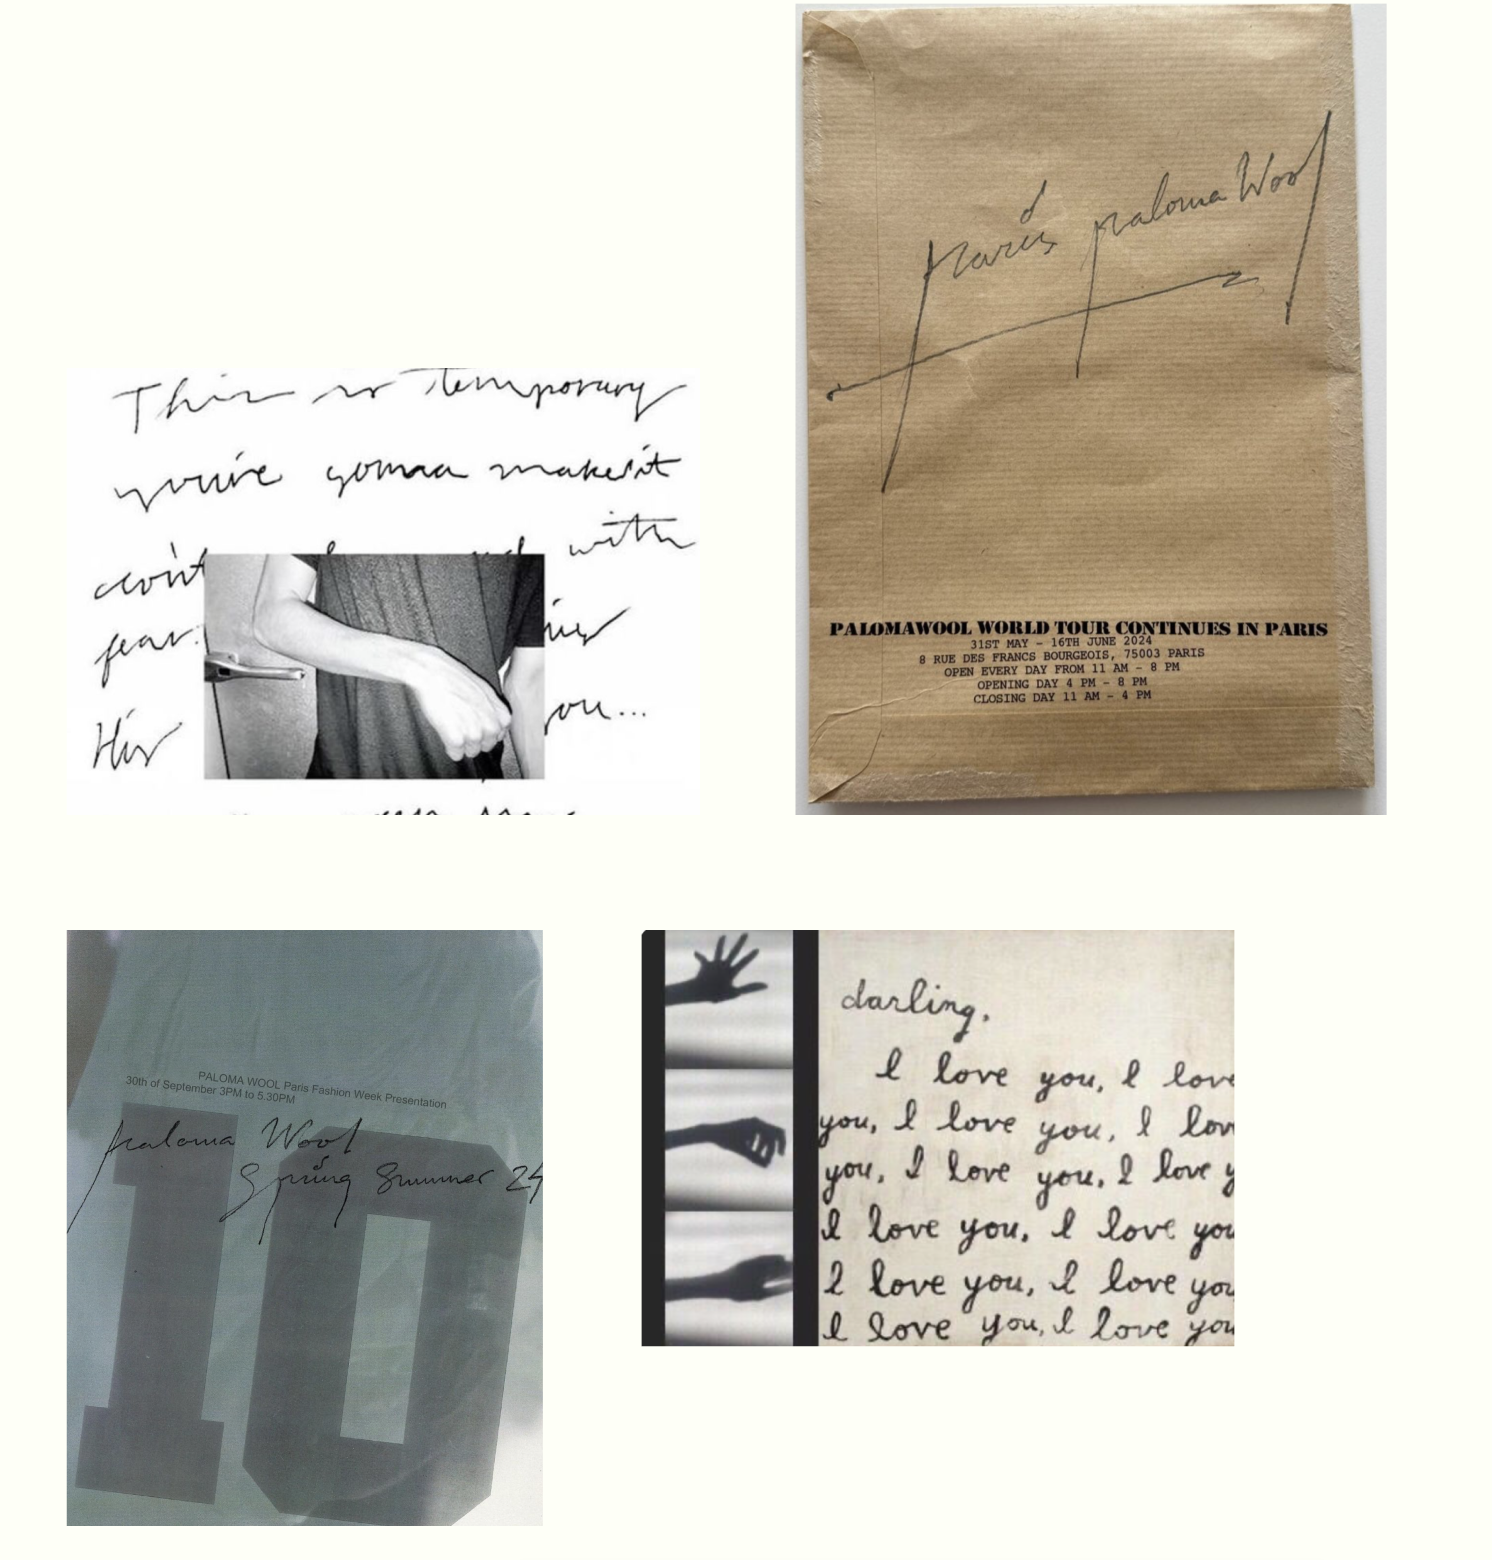 This is temporary
you're gonna make it
don't with
fear.
His you...
París paloma Wool
PALOMAWOOL WORLD TOUR CONTINUES IN PARIS
31ST MAY - 16TH JUNE 2024
8 RUE DES FRANCS BOURGEOIS, 75003 PARIS
OPEN EVERY DAY FROM 11 AM - 8 PM
OPENING DAY 4 PM - 8 PM
CLOSING DAY 11 AM - 4 PM
PALOMA WOOL Paris Fashion Week Presentation
30th of September 3PM to 5.30PM
paloma Wool
Spring Summer 24
10
darling,
I love you, I love
you, I love you, I lov
you, I love you, I love y
I love you, I love you
I love you, I love you
I love you, I love you